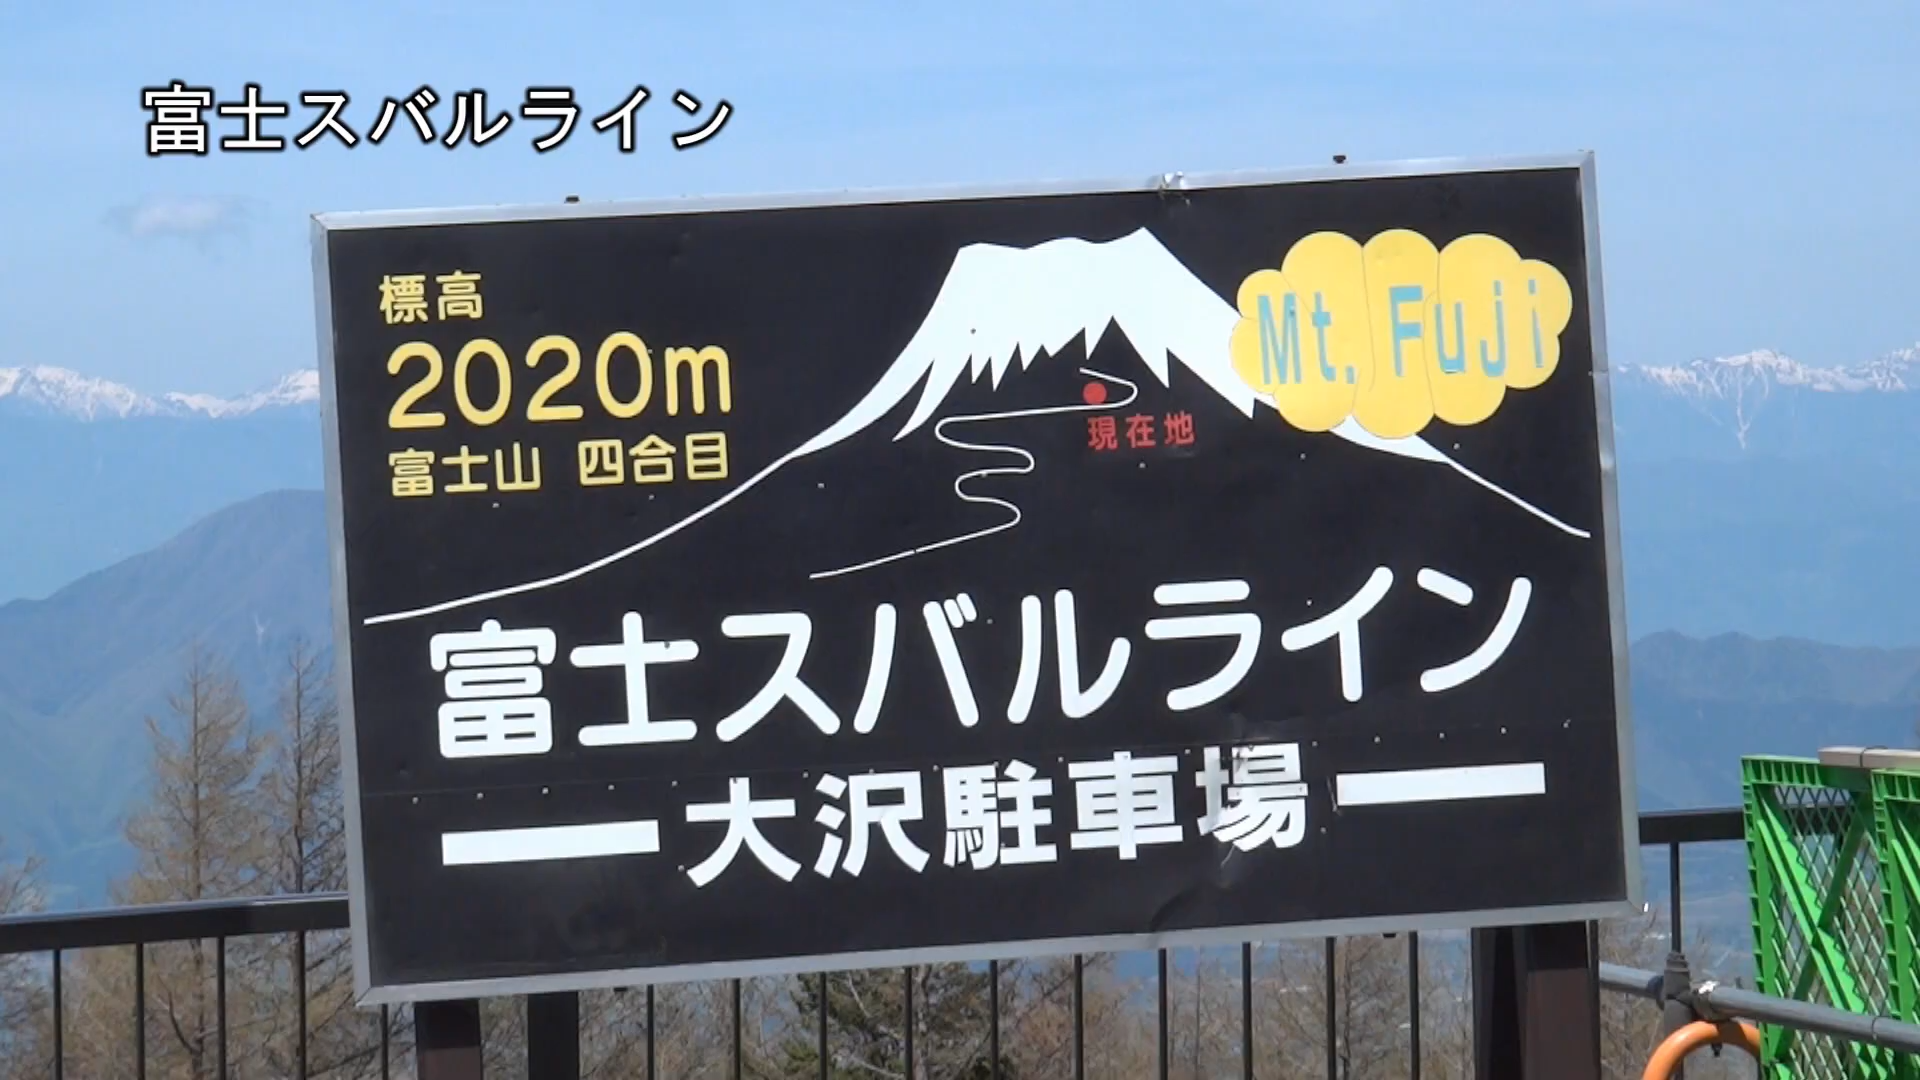 富士スバルライン
標高
2020m
富士山 四合目
Mt. Fuji
現在地
富士スバルライン
大沢駐車場